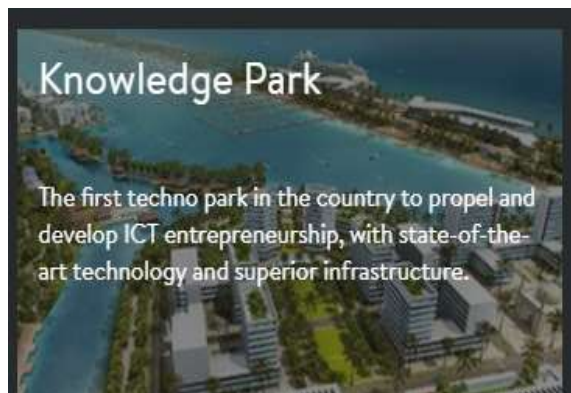 Knowledge Park
The first techno park in the country to propel and
develop ICT entrepreneurship, with state-of-the-
art technology and superior infrastructure.